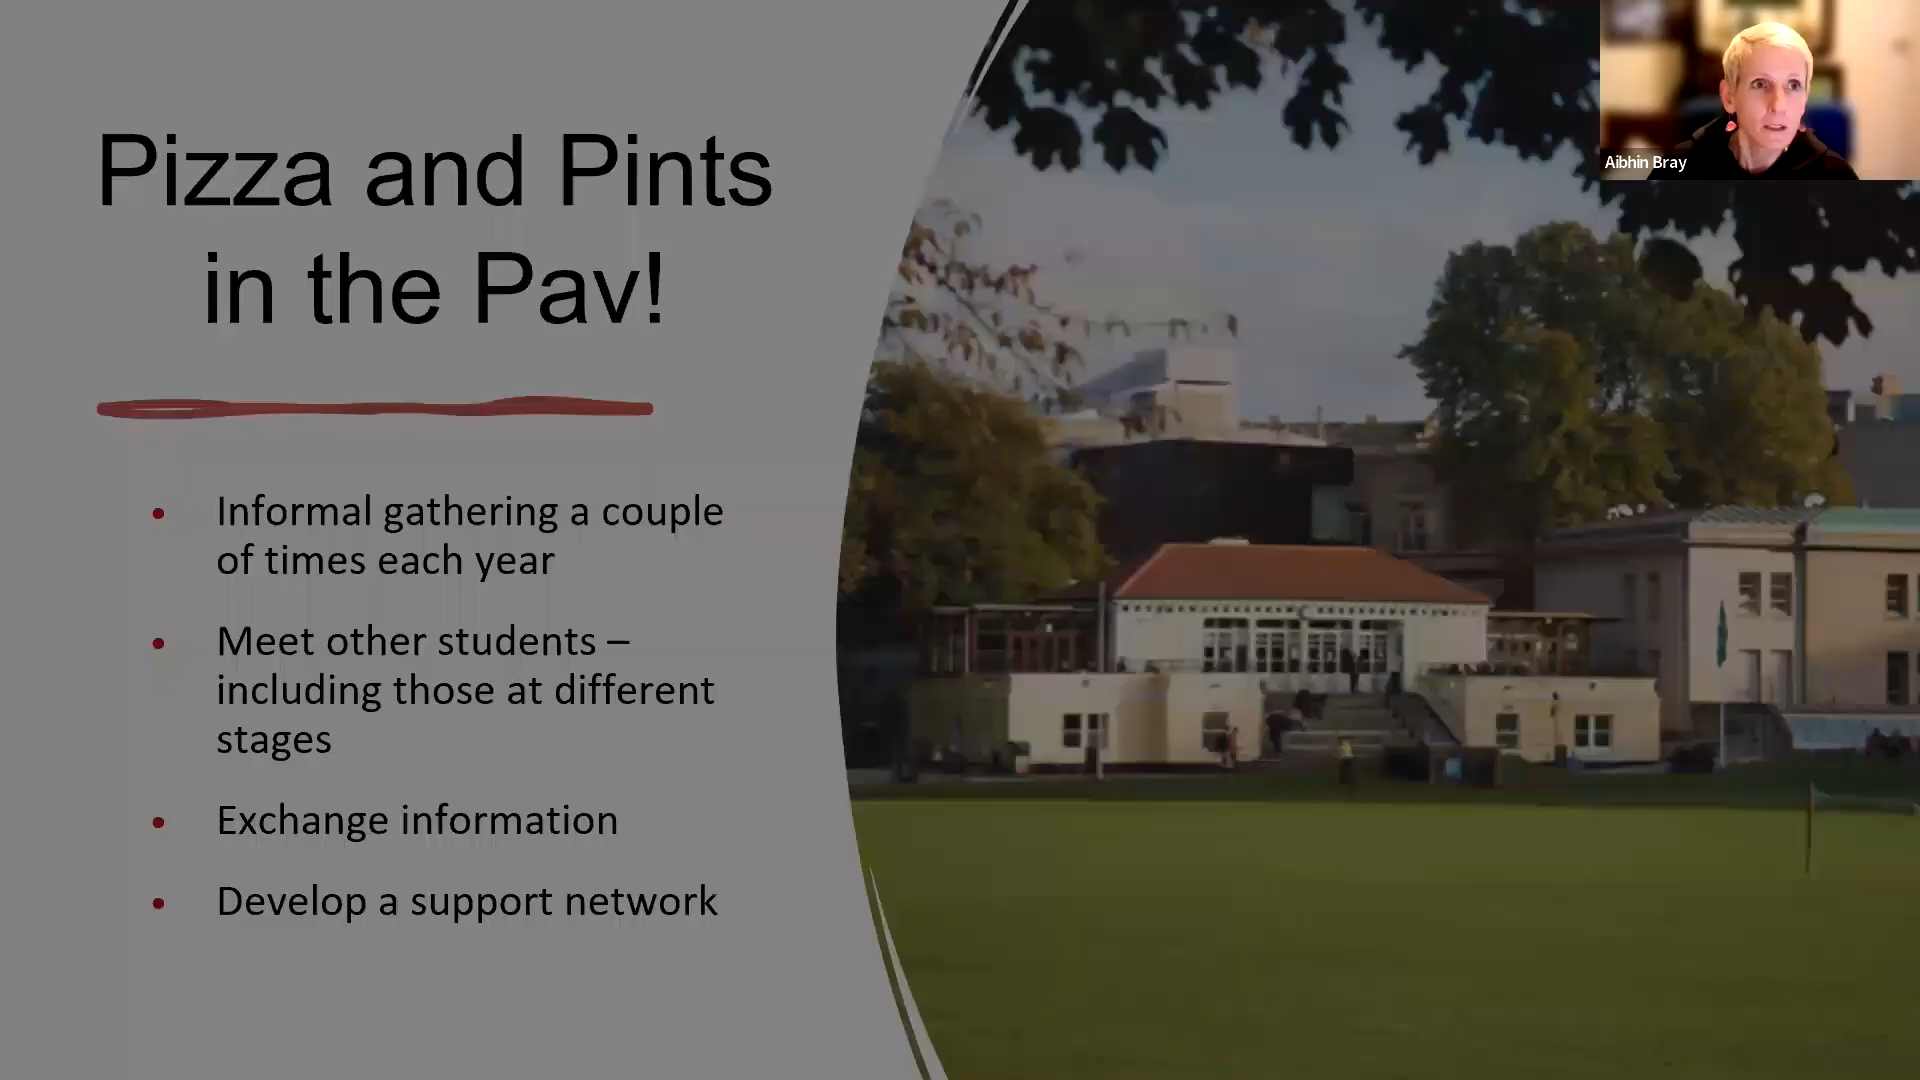 Pizza and Pints
in the Pav!
• Informal gathering a couple
of times each year
• Meet other students –
including those at different
stages
• Exchange information
• Develop a support network
Aibhin Bray